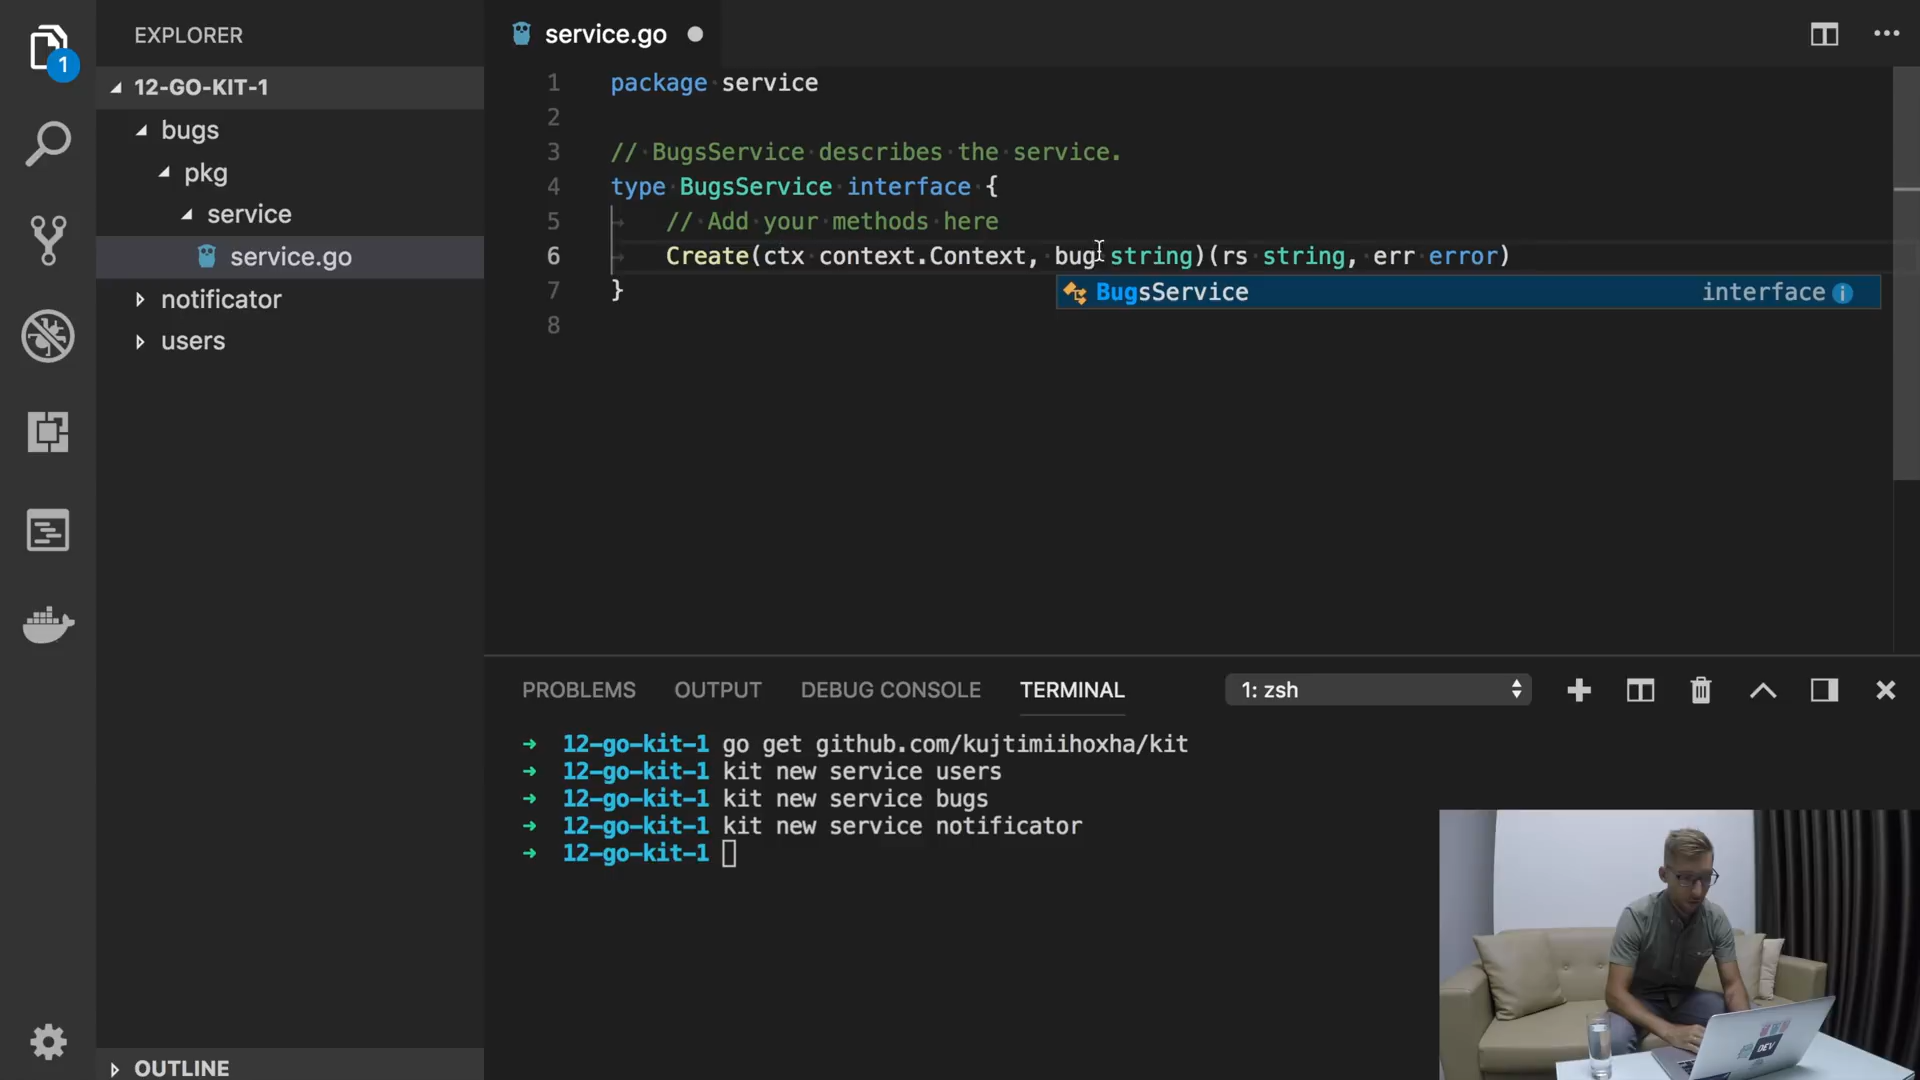 EXPLORER
1
12-GO-KIT-1
bugs
pkg
service
service.go
notificator
users
OUTLINE
service.go
1 package service
2
3 // BugsService describes the service.
4 type BugsService interface {
5 // Add your methods here
6 Create(ctx context.Context, bug string)(rs string, err error)
7 }
8
BugsService interface
PROBLEMS OUTPUT DEBUG CONSOLE TERMINAL 1: zsh
→ 12-go-kit-1 go get github.com/kujtimiihoxha/kit
→ 12-go-kit-1 kit new service users
→ 12-go-kit-1 kit new service bugs
→ 12-go-kit-1 kit new service notificator
→ 12-go-kit-1
DEV